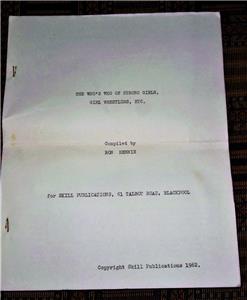 THE WHO'S WHO OF STRONG GIRLS,
GIRL WRESTLERS, ETC.
Compiled by
RON
for SKILL PUBLICATIONS, 61 TALBOT ROAD, BLACKPOOL
Copyright Skill Publications 1962.